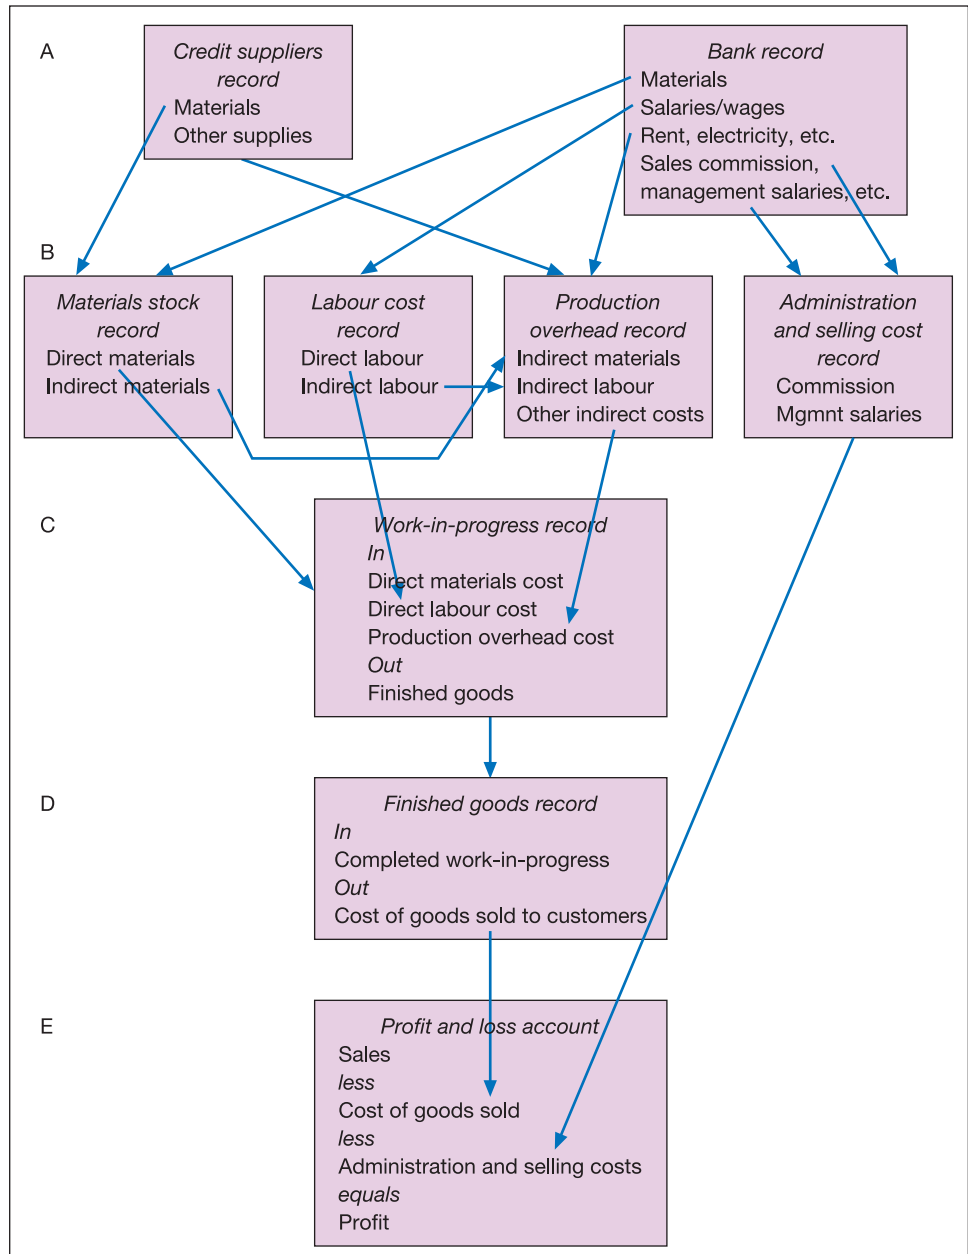 A
Credit suppliers
record
Materials
Other supplies
Bank record
Materials
Salaries/wages
Rent, electricity, etc.
Sales commission,
management salaries, etc.
B
Materials stock
record
Direct materials
Indirect materials
Labour cost
record
Direct labour
Indirect labour
Production
overhead record
Indirect materials
Indirect labour
Other indirect costs
Administration
and selling cost
record
Commission
Mgmnt salaries
C
Work-in-progress record
In
Direct materials cost
Direct labour cost
Production overhead cost
Out
Finished goods
D
Finished goods record
In
Completed work-in-progress
Out
Cost of goods sold to customers
E
Profit and loss account
Sales
less
Cost of goods sold
less
Administration and selling costs
equals
Profit